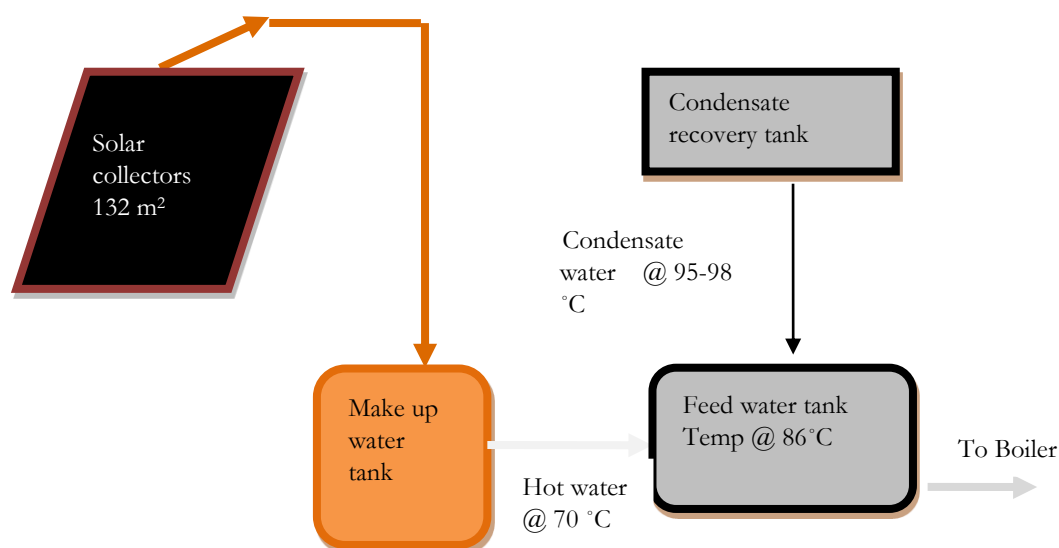 Solar
collectors
132 m²
Condensate
recovery tank
Condensate
water @ 95-98
˚C
Make up
water
tank
Hot water
@ 70 ˚C
Feed water tank
Temp @ 86˚C
To Boiler